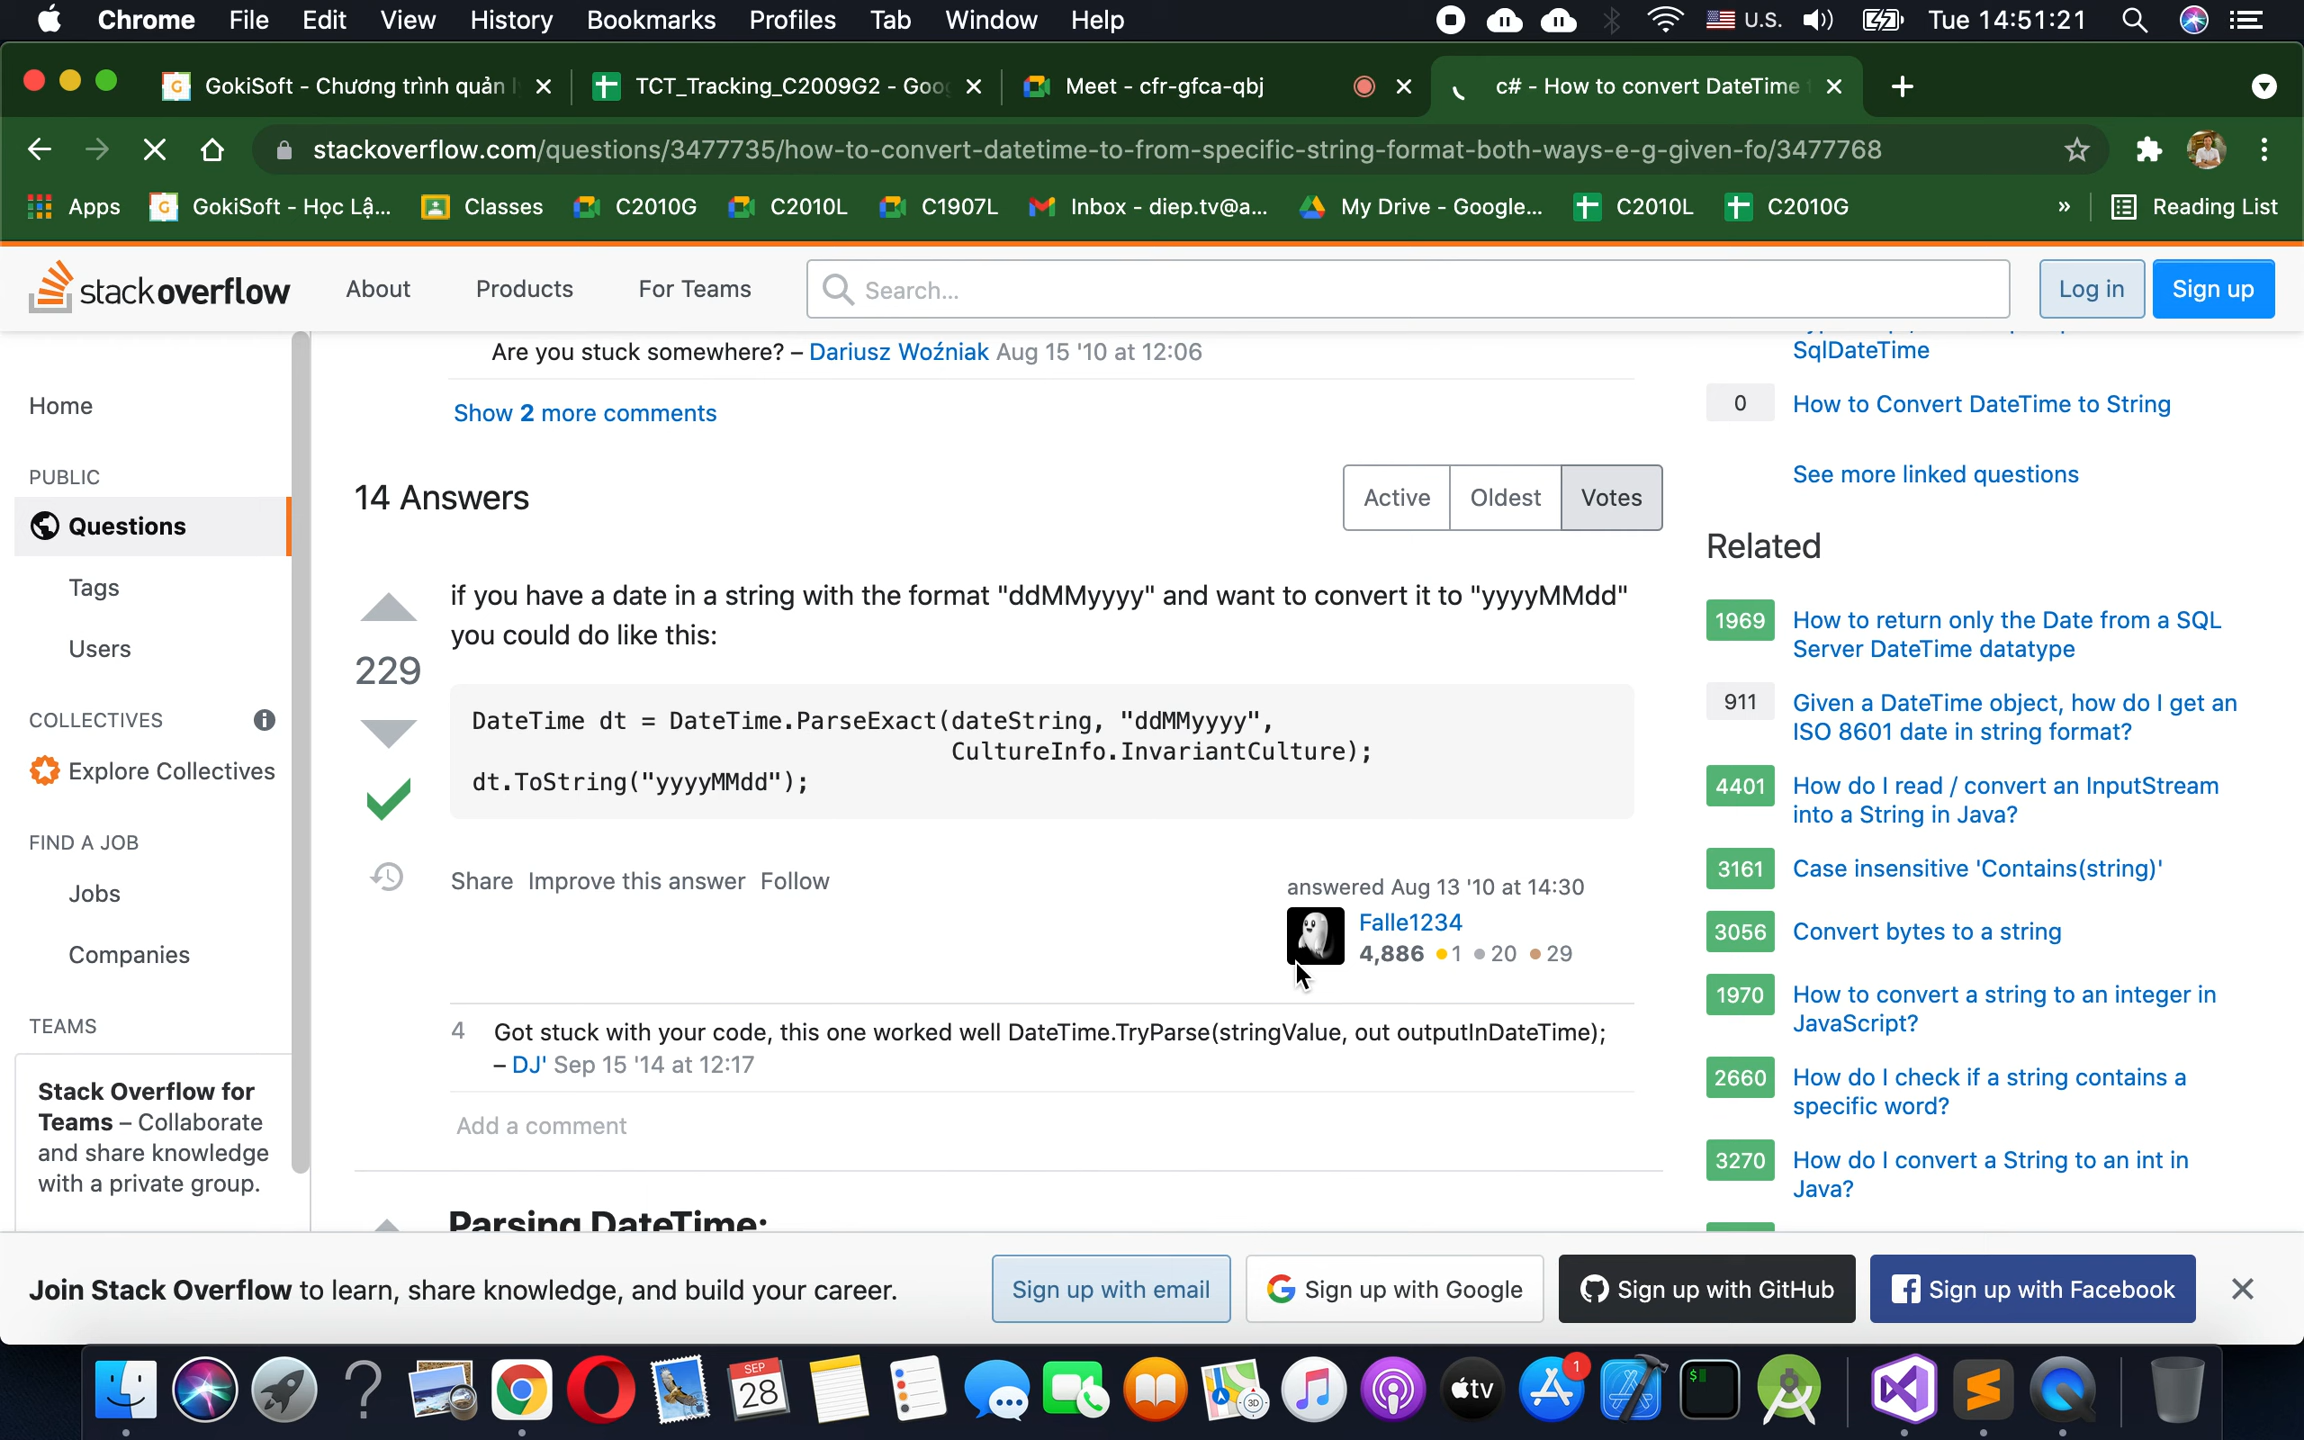 Chrome File Edit View History Bookmarks Profiles Tab Window Help U.S. Tue 14:51:21
GokiSoft - Chương trình quản TCT_Tracking_C2009G2 - Goo Meet - cfr-gfca-qbj c# - How to convert DateTime
stackoverflow.com/questions/3477735/how-to-convert-datetime-to-from-specific-string-format-both-ways-e-g-given-fo/3477768
Apps GokiSoft - Học Lậ... Classes C2010G C2010L C1907L Inbox - diep.tv@a... My Drive - Google... C2010L C2010G » Reading List
stackoverflow About Products For Teams Search... Log in Sign up
Home
PUBLIC
Questions
Tags
Users
COLLECTIVES
Explore Collectives
FIND A JOB
Jobs
Companies
TEAMS
Stack Overflow for
Teams – Collaborate
and share knowledge
with a private group.
Are you stuck somewhere? – Dariusz Woźniak Aug 15 '10 at 12:06
Show 2 more comments
14 Answers
Active Oldest Votes
229
if you have a date in a string with the format "ddMMyyyy" and want to convert it to "yyyyMMdd"
you could do like this:
DateTime dt = DateTime.ParseExact(dateString, "ddMMyyyy",
CultureInfo.InvariantCulture);
dt.ToString("yyyyMMdd");
Share Improve this answer Follow
answered Aug 13 '10 at 14:30
Falle1234
4,886 1 20 29
4 Got stuck with your code, this one worked well DateTime.TryParse(stringValue, out outputInDateTime);
– DJ' Sep 15 '14 at 12:17
Add a comment
Parsing DateTime:
SqlDateTime
0 How to Convert DateTime to String
See more linked questions
Related
1969 How to return only the Date from a SQL
Server DateTime datatype
911 Given a DateTime object, how do I get an
ISO 8601 date in string format?
4401 How do I read / convert an InputStream
into a String in Java?
3161 Case insensitive 'Contains(string)'
3056 Convert bytes to a string
1970 How to convert a string to an integer in
JavaScript?
2660 How do I check if a string contains a
specific word?
3270 How do I convert a String to an int in
Java?
Join Stack Overflow to learn, share knowledge, and build your career.
Sign up with email Sign up with Google Sign up with GitHub Sign up with Facebook
SEP
28
3D
tv
1